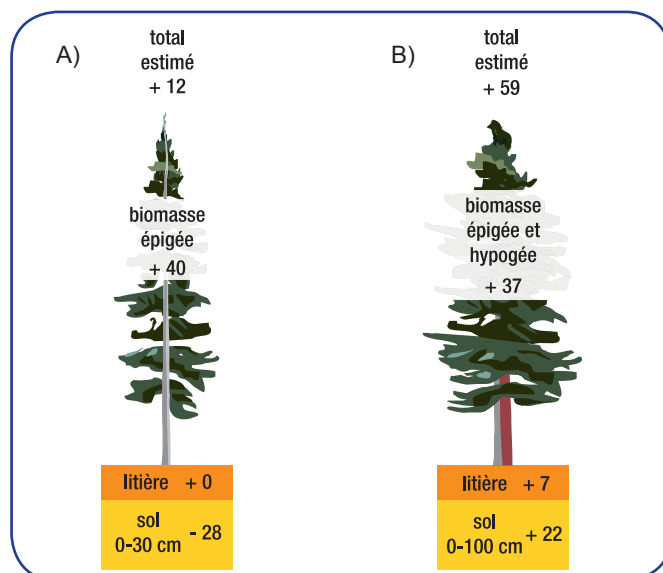 A)
total
estimé
+ 12
biomasse
épigée
+ 40
litière + 0
sol
0-30 cm - 28
B)
total
estimé
+ 59
biomasse
épigée et
hypogée
+ 37
litière + 7
sol
0-100 cm + 22